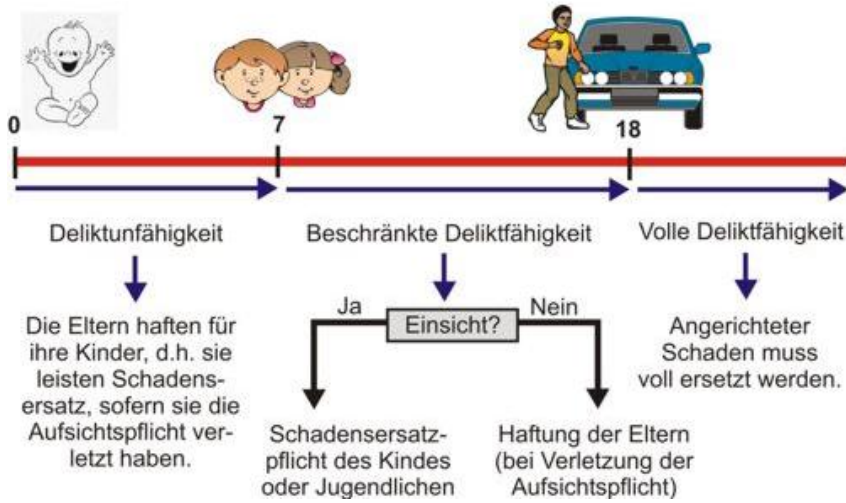 0
7
18
Deliktunfähigkeit
Beschränkte Deliktfähigkeit
Volle Deliktfähigkeit
Die Eltern haften für
ihre Kinder, d.h. sie
leisten Schadens-
ersatz, sofern sie die
Aufsichtspflicht ver-
letzt haben.
Ja
Einsicht?
Nein
Schadensersatz-
pflicht des Kindes
oder Jugendlichen
Haftung der Eltern
(bei Verletzung der
Aufsichtspflicht)
Angerichteter
Schaden muss
voll ersetzt werden.